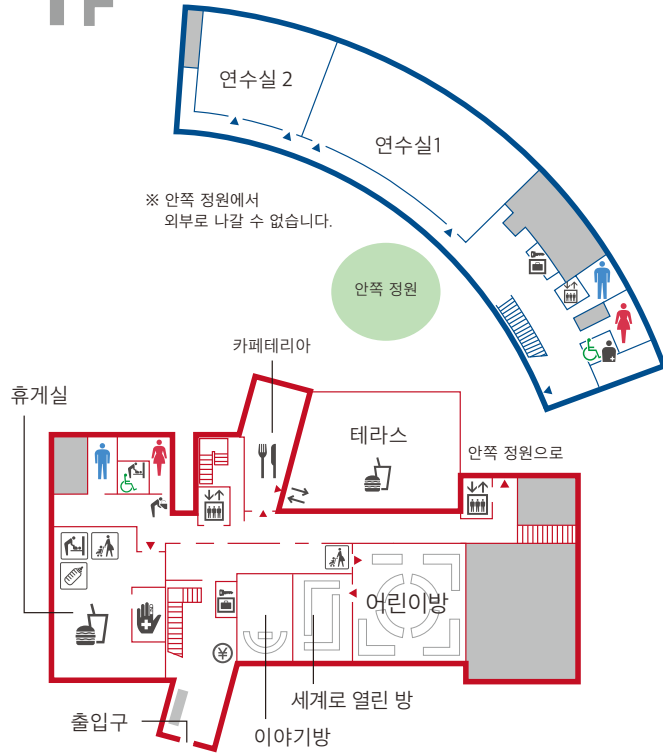 연수실 2
연수실1
※ 안쪽 정원에서
외부로 나갈 수 없습니다.
안쪽 정원
카페테리아
휴게실
테라스
안쪽 정원으로
어린이방
¥
세계로 열린 방
출입구
이야기방